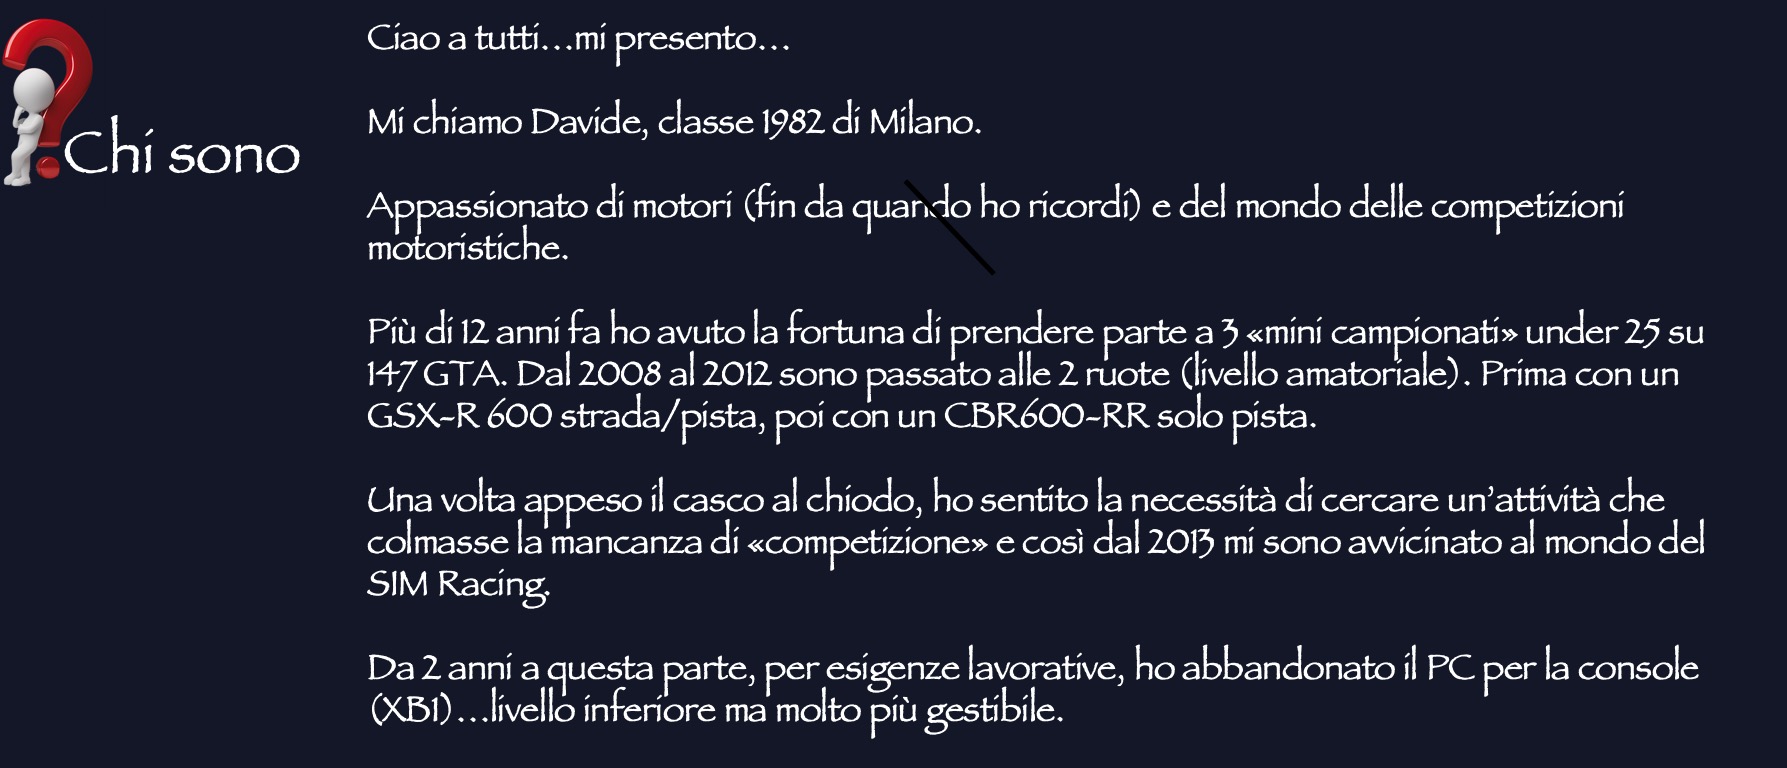 Chi sono
Ciao a tutti...mi presento...
Mi chiamo Davide, classe 1982 di Milano.
Appassionato di motori (fin da quando ho ricordi) e del mondo delle competizioni
motoristiche.
Più di 12 anni fa ho avuto la fortuna di prendere parte a 3 «mini campionati» under 25 su
147 GTA. Dal 2008 al 2012 sono passato alle 2 ruote (livello amatoriale). Prima con un
GSX-R 600 strada/pista, poi con un CBR600-RR solo pista.
Una volta appeso il casco al chiodo, ho sentito la necessità di cercare un’attività che
colmasse la mancanza di «competizione» e così dal 2013 mi sono avvicinato al mondo del
SIM Racing.
Da 2 anni a questa parte, per esigenze lavorative, ho abbandonato il PC per la console
(XB1)...livello inferiore ma molto più gestibile.